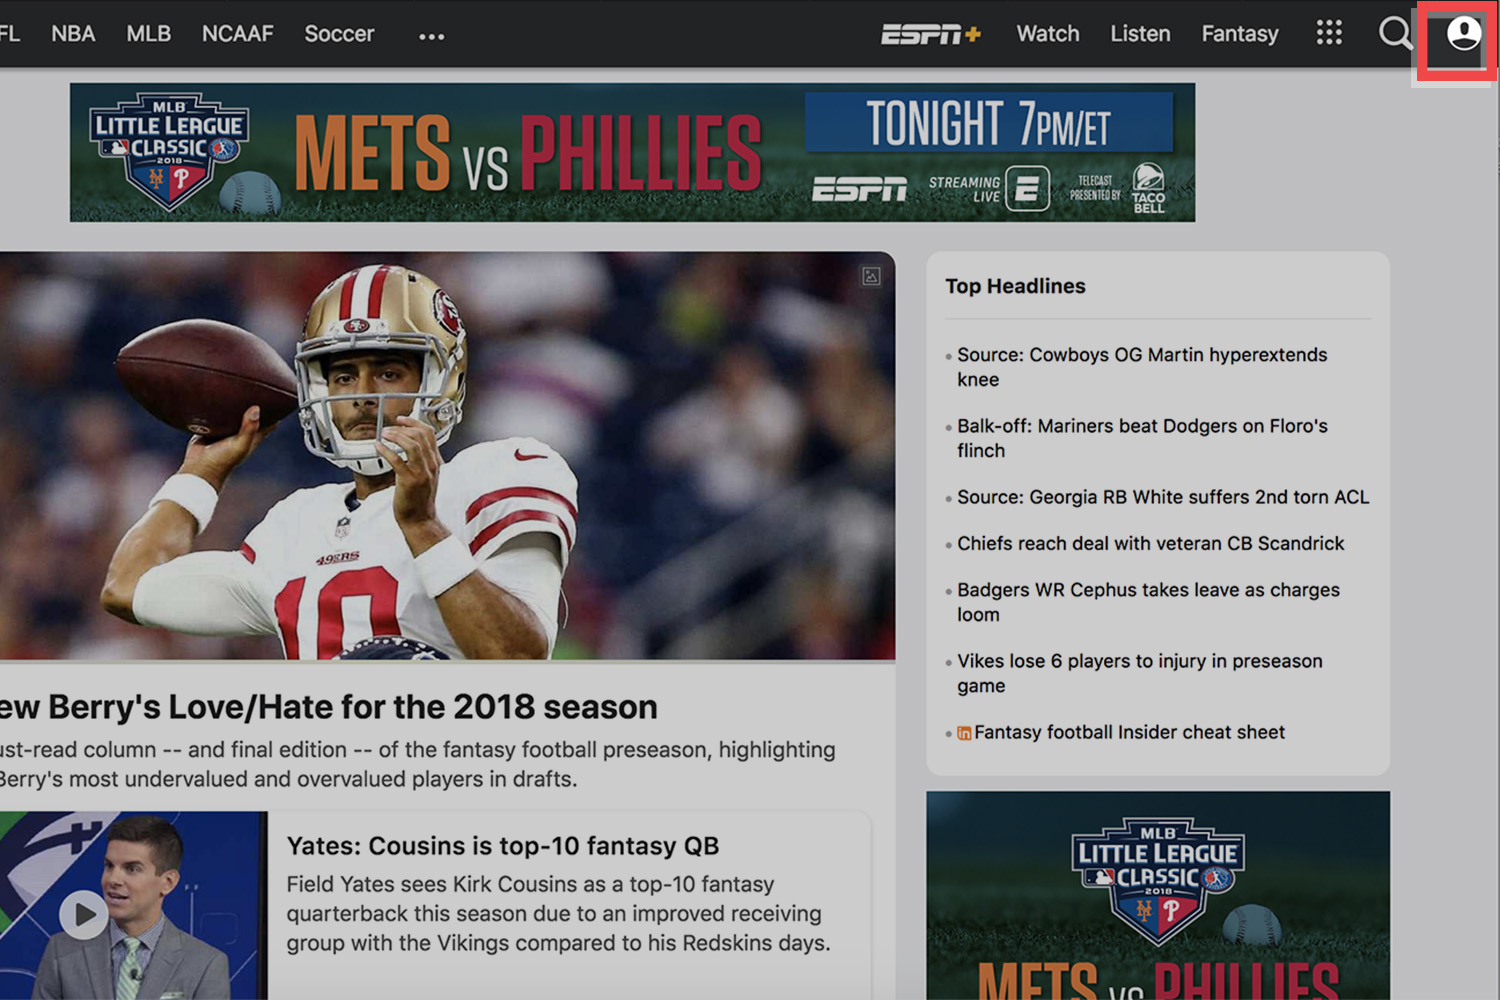 FL NBA MLB NCAAF Soccer ... ESPN+ Watch Listen Fantasy
MLB
LITTLE LEAGUE
CLASSIC
2018
METS VS PHILLIES
TONIGHT 7PM/ET
ESPN
STREAMING
LIVE
E
TELECAST
PRESENTED BY
TACO
BELL
49ERS
10
ew Berry's Love/Hate for the 2018 season
ust-read column -- and final edition -- of the fantasy football preseason, highlighting
Berry's most undervalued and overvalued players in drafts.
Yates: Cousins is top-10 fantasy QB
Field Yates sees Kirk Cousins as a top-10 fantasy
quarterback this season due to an improved receiving
group with the Vikings compared to his Redskins days.
Top Headlines
Source: Cowboys OG Martin hyperextends
knee
Balk-off: Mariners beat Dodgers on Floro's
flinch
Source: Georgia RB White suffers 2nd torn ACL
Chiefs reach deal with veteran CB Scandrick
Badgers WR Cephus takes leave as charges
loom
Vikes lose 6 players to injury in preseason
game
in Fantasy football Insider cheat sheet
MLB
LITTLE LEAGUE
CLASSIC
2018
METS VS PHILLIES